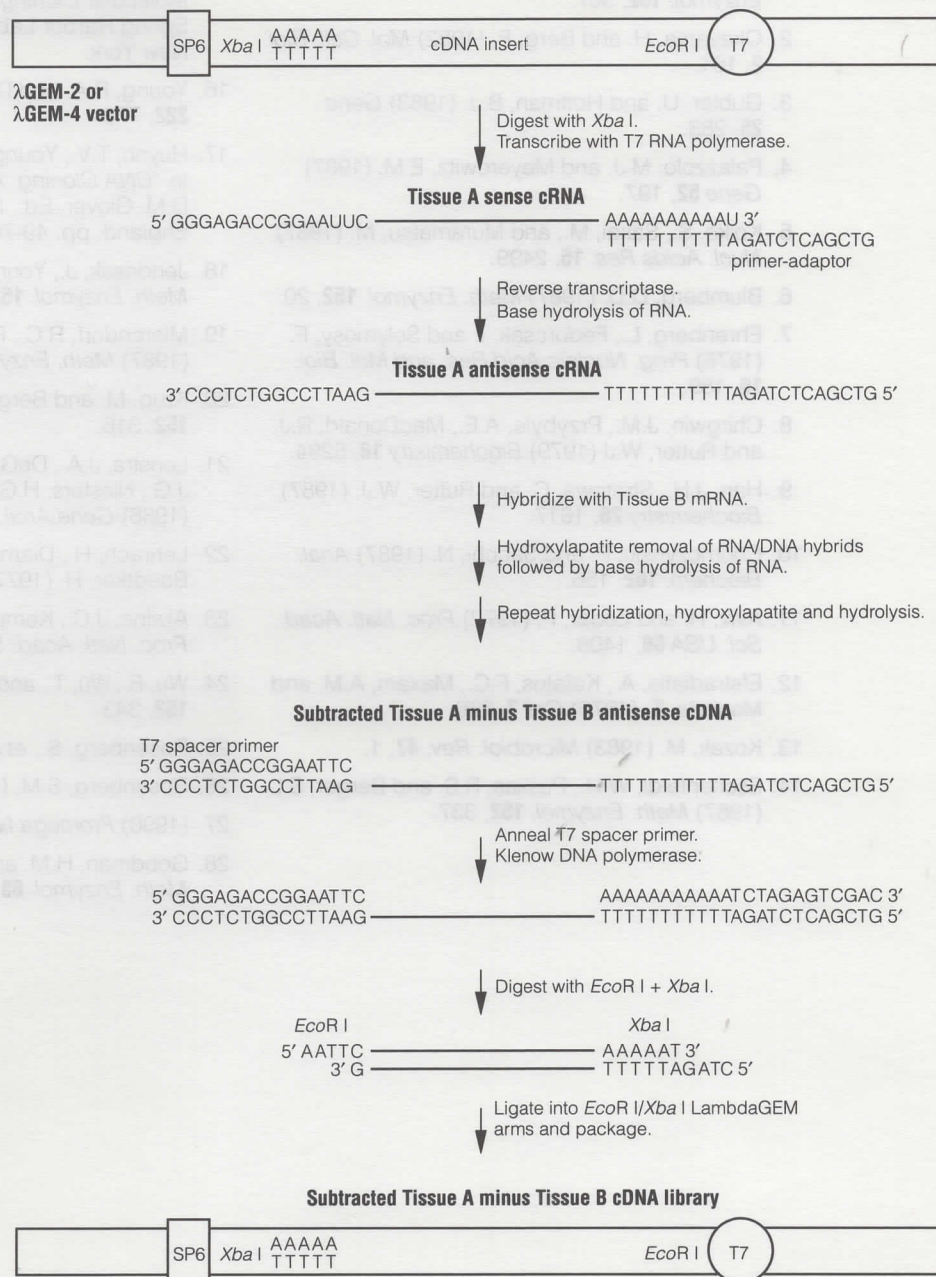 SP6 Xba I AAAAA cDNA insert EcoR I T7
TTTTT
λGEM-2 or
λGEM-4 vector
Digest with Xba I.
Transcribe with T7 RNA polymerase.
Tissue A sense cRNA
5′ GGGAGACCGGAAUUC AAAAAAAAAAU 3′
TTTTTTTTTTAGATCTCAGCTG
primer-adaptor
Reverse transcriptase.
Base hydrolysis of RNA.
Tissue A antisense cRNA
3′ CCCTCTGGCCTTAAG TTTTTTTTTTAGATCTCAGCTG 5′
Hybridize with Tissue B mRNA.
Hydroxylapatite removal of RNA/DNA hybrids
followed by base hydrolysis of RNA.
Repeat hybridization, hydroxylapatite and hydrolysis.
Subtracted Tissue A minus Tissue B antisense cDNA
T7 spacer primer
5′ GGGAGACCGGAATTC
3′ CCCTCTGGCCTTAAG TTTTTTTTTTTAGATCTCAGCTG 5′
Anneal T7 spacer primer.
Klenow DNA polymerase.
5′ GGGAGACCGGAATTC AAAAAAAAAAATCTAGAGTCGAC 3′
3′ CCCTCTGGCCTTAAG TTTTTTTTTTTAGATCTCAGCTG 5′
Digest with EcoR I + Xba I.
EcoR I Xba I
5′ AATTC AAAAAT 3′
3′ G TTTTTAGATC 5′
Ligate into EcoR I/Xba I LambdaGEM
arms and package.
Subtracted Tissue A minus Tissue B cDNA library
SP6 Xba I AAAAA EcoR I T7
TTTTT